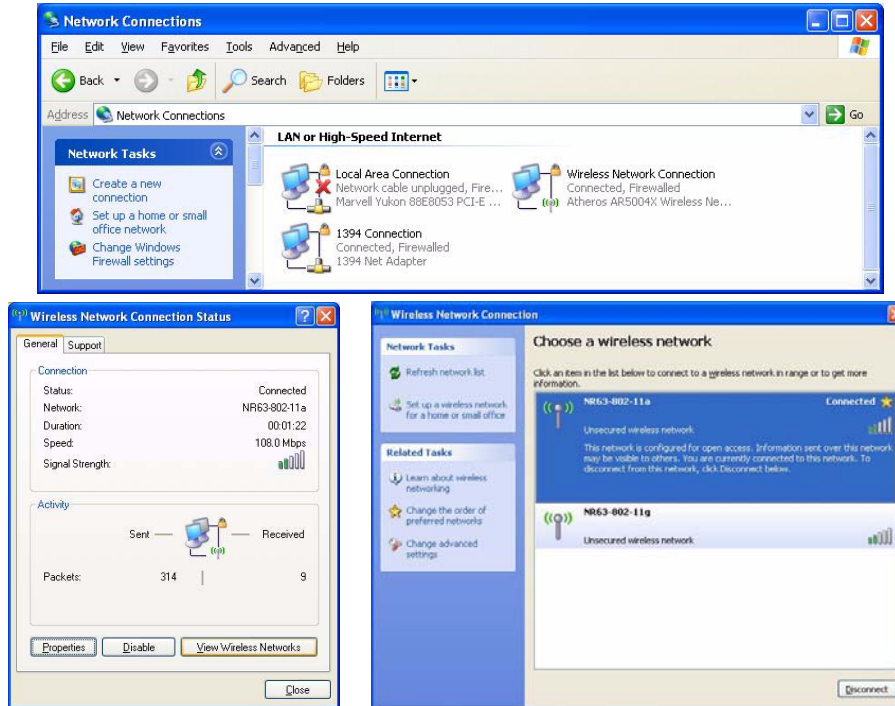 Network Connections
File Edit View Favorites Tools Advanced Help
Back Search Folders
Address Network Connections Go
Network Tasks
Create a new
connection
Set up a home or small
office network
Change Windows
Firewall settings
LAN or High-Speed Internet
Local Area Connection
Network cable unplugged, Fire...
Marvell Yukon 88E8053 PCI-E ...
Wireless Network Connection
Connected, Firewalled
Atheros AR5004X Wireless Ne...
1394 Connection
Connected, Firewalled
1394 Net Adapter
Wireless Network Connection Status
General Support
Connection
Status: Connected
Network: NR63-802-11a
Duration: 00:01:22
Speed: 108.0 Mbps
Signal Strength:
Activity
Sent Received
Packets: 314 9
Properties Disable View Wireless Networks
Close
Wireless Network Connection
Network Tasks
Refresh network list
Set up a wireless network
for a home or small office
Related Tasks
Learn about wireless
networking
Change the order of
preferred networks
Change advanced
settings
Choose a wireless network
Click an item in the list below to connect to a wireless network in range or to get more
information.
NR63-802-11a Connected
Unsecured wireless network
This network is configured for open access. Information sent over this network
may be visible to others. You are currently connected to this network. To
disconnect from this network, click Disconnect below.
NR63-802-11g
Unsecured wireless network
Disconnect